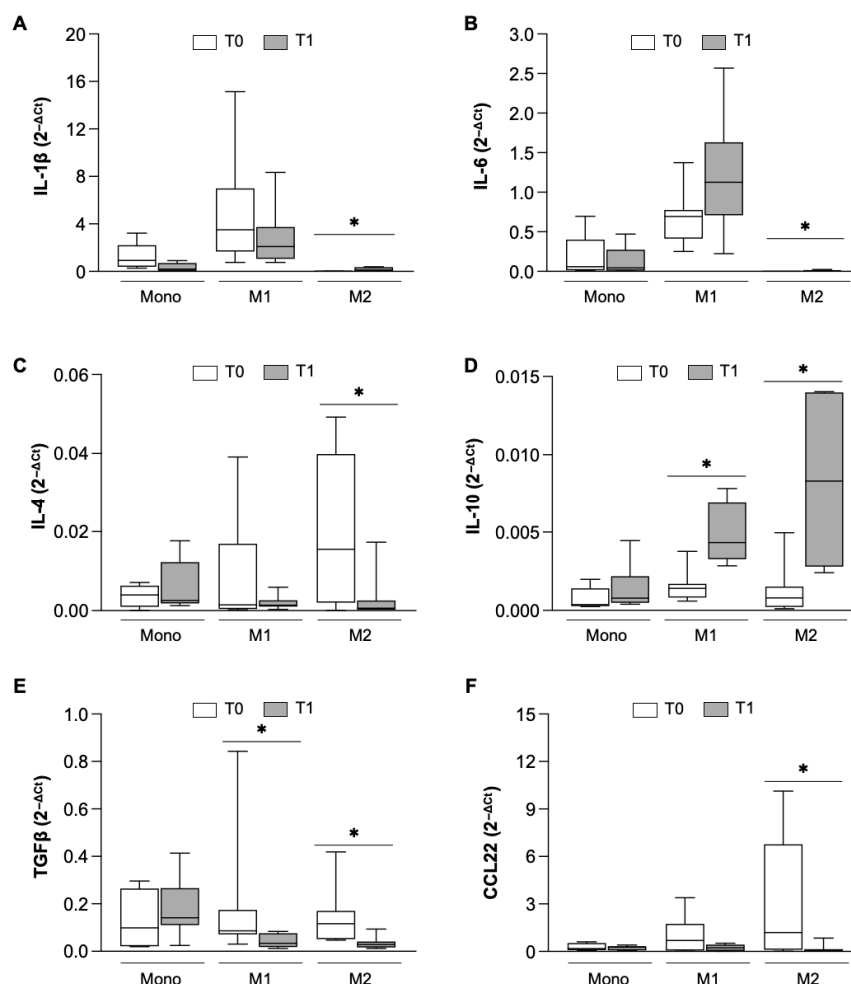 A
IL-1β (2⁻ΔCt)
T0 T1
20
16
12
8
4
0
*
Mono M1 M2
B
IL-6 (2⁻ΔCt)
T0 T1
3.0
2.5
2.0
1.5
1.0
0.5
0.0
*
Mono M1 M2
C
IL-4 (2⁻ΔCt)
T0 T1
0.06
0.04
0.02
0.00
*
Mono M1 M2
D
IL-10 (2⁻ΔCt)
T0 T1
0.015
0.010
0.005
0.000
*
*
Mono M1 M2
E
TGFβ (2⁻ΔCt)
T0 T1
1.0
0.8
0.6
0.4
0.2
0.0
*
*
Mono M1 M2
F
CCL22 (2⁻ΔCt)
T0 T1
15
12
9
6
3
0
*
Mono M1 M2